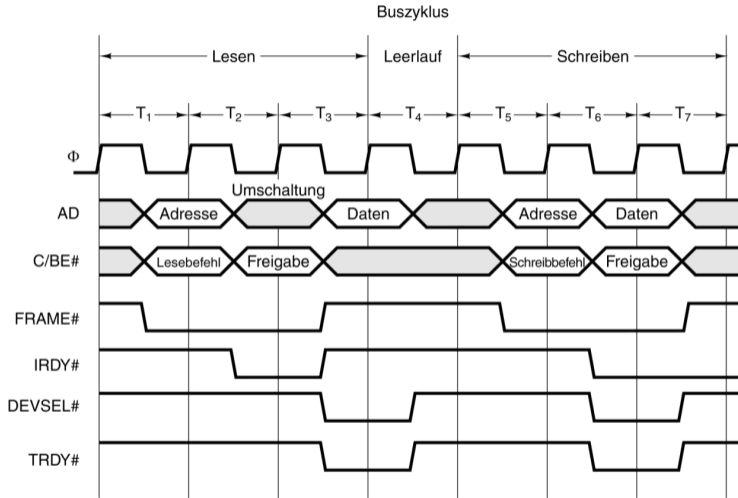 Buszyklus
Lesen Leerlauf Schreiben
T1 T2 T3 T4 T5 T6 T7
Φ
Umschaltung
AD Adresse Daten Adresse Daten
C/BE# Lesebefehl Freigabe Schreibbefehl Freigabe
FRAME#
IRDY#
DEVSEL#
TRDY#